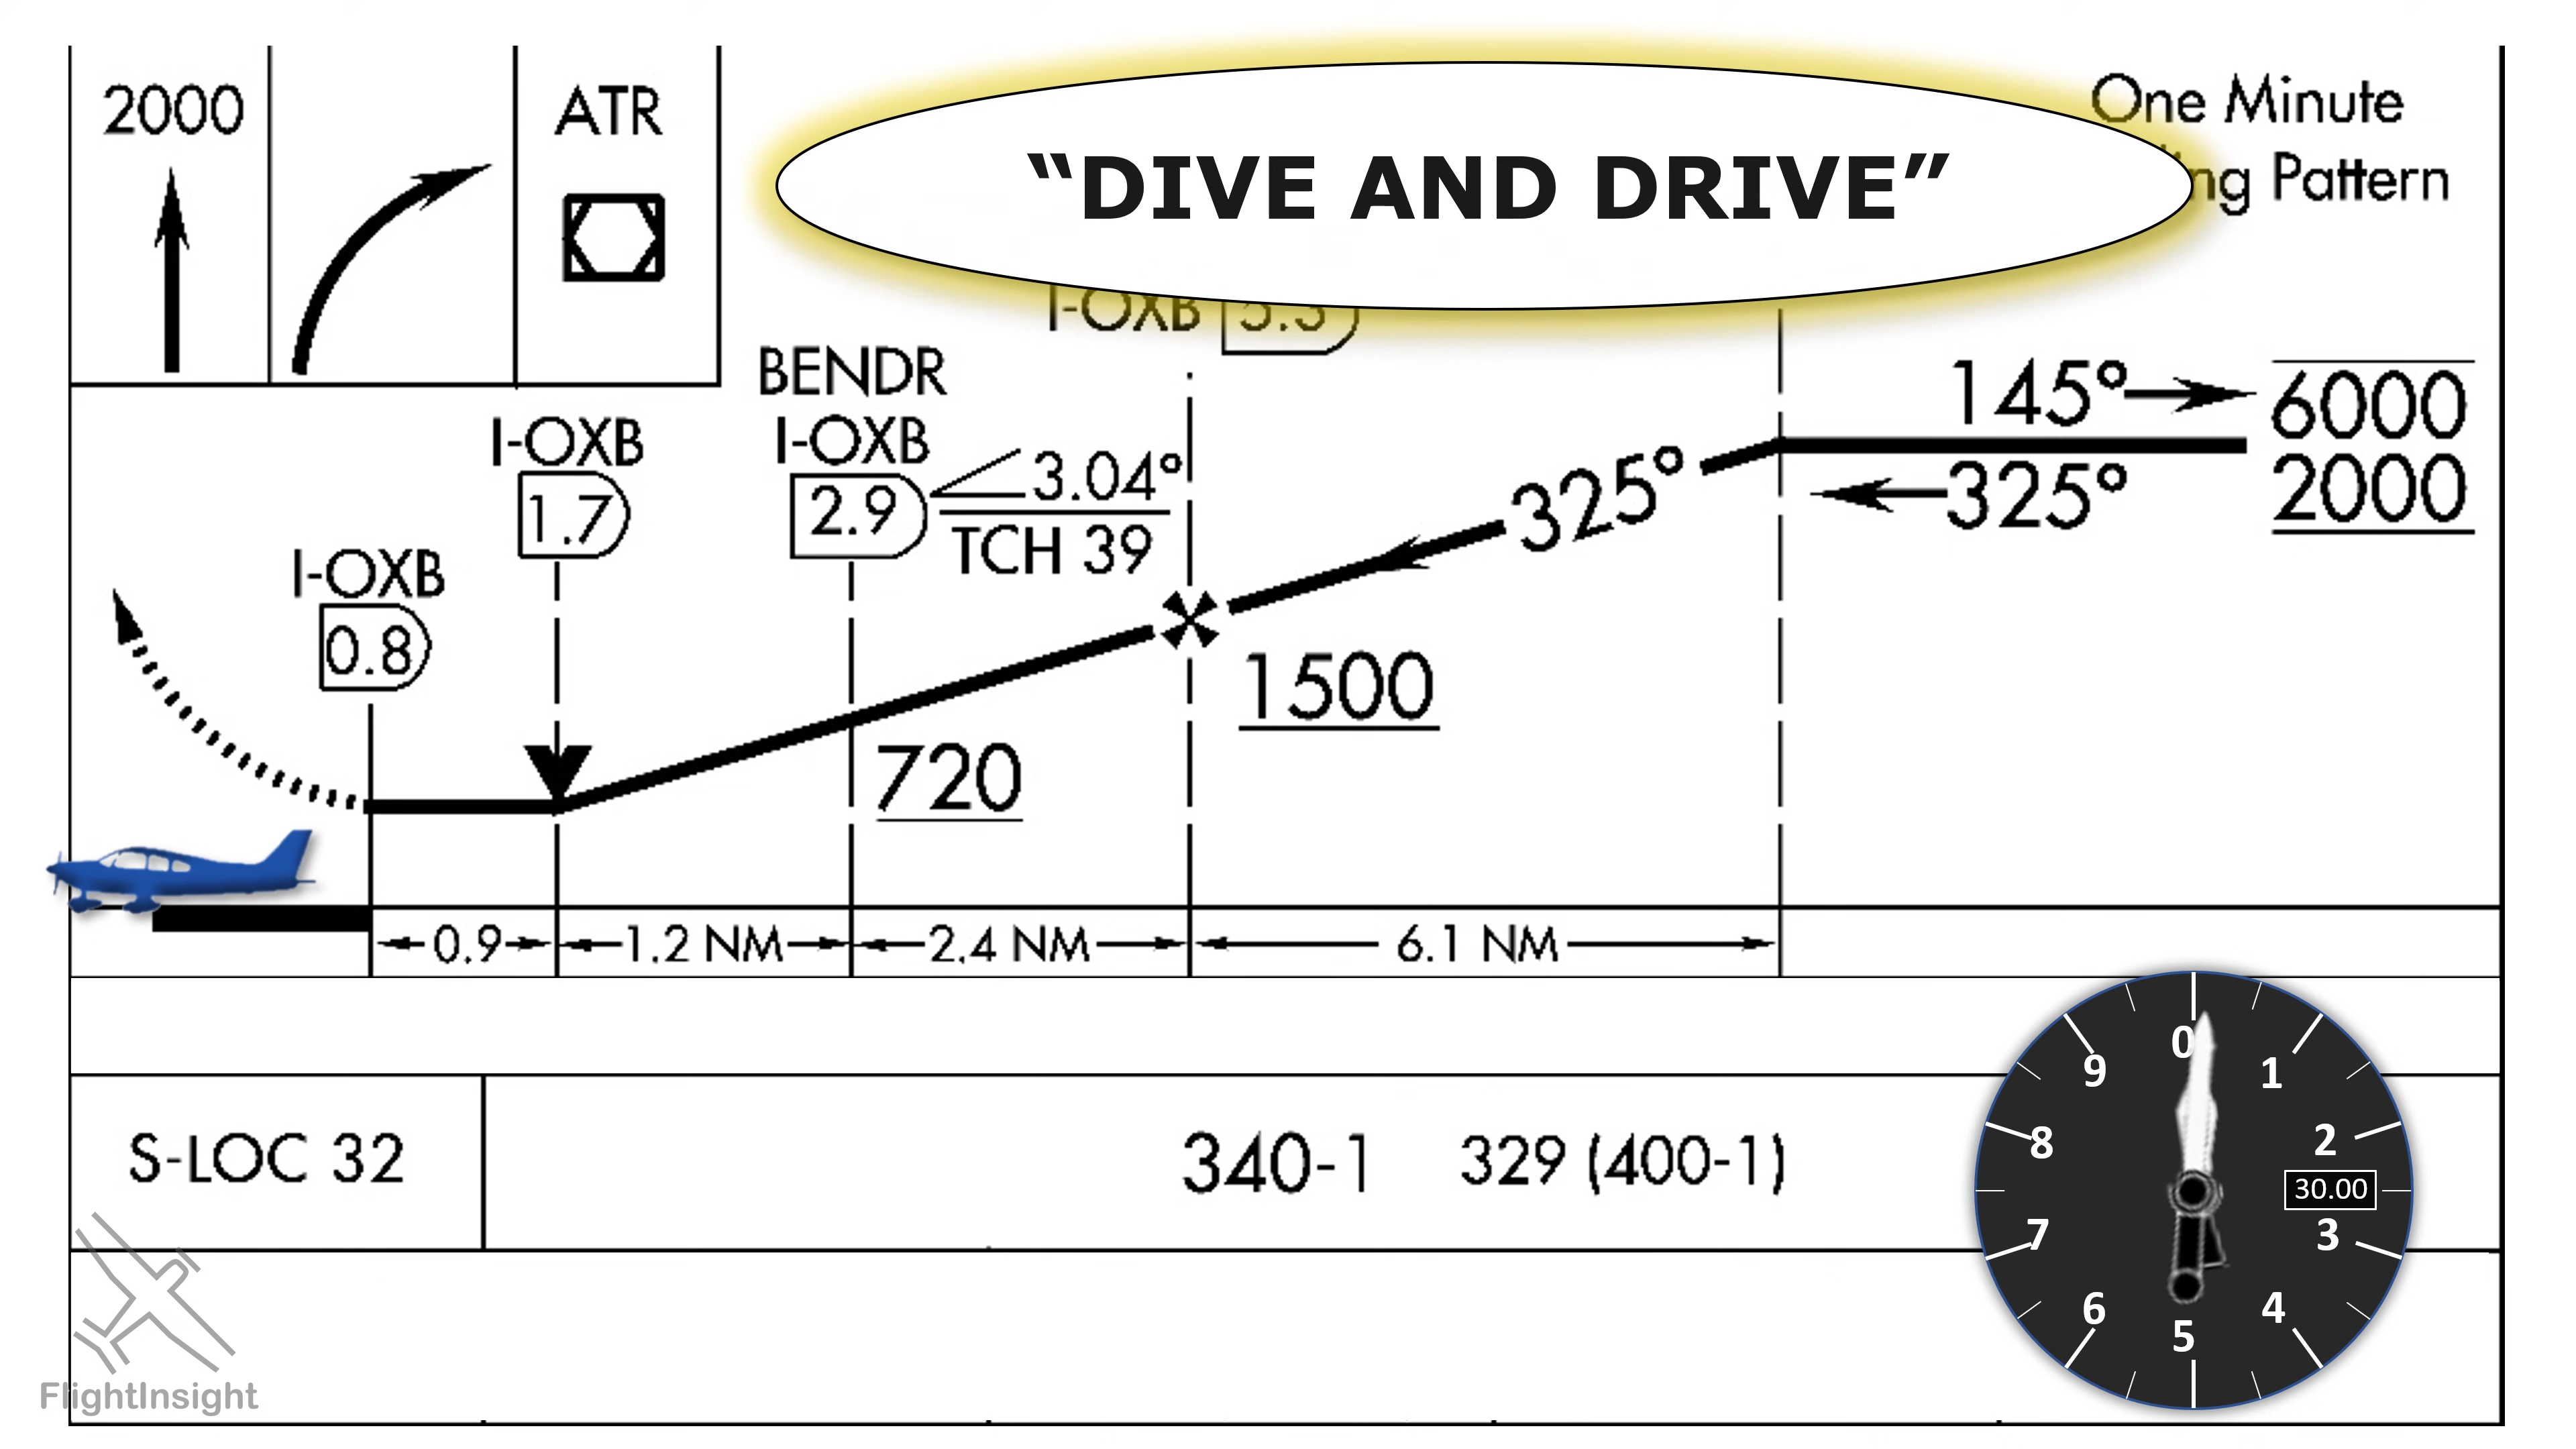 2000
ATR
“DIVE AND DRIVE”
One Minute
Pattern
I-OXB 5.3
BENDR
I-OXB
2.9
3.04°
TCH 39
I-OXB
1.7
I-OXB
0.8
325°
145°
325°
6000
2000
1500
720
0.9
1.2 NM
2.4 NM
6.1 NM
S-LOC 32
340-1
329 (400-1)
0
1
2
30.00
3
4
5
6
7
8
9
FlightInsight